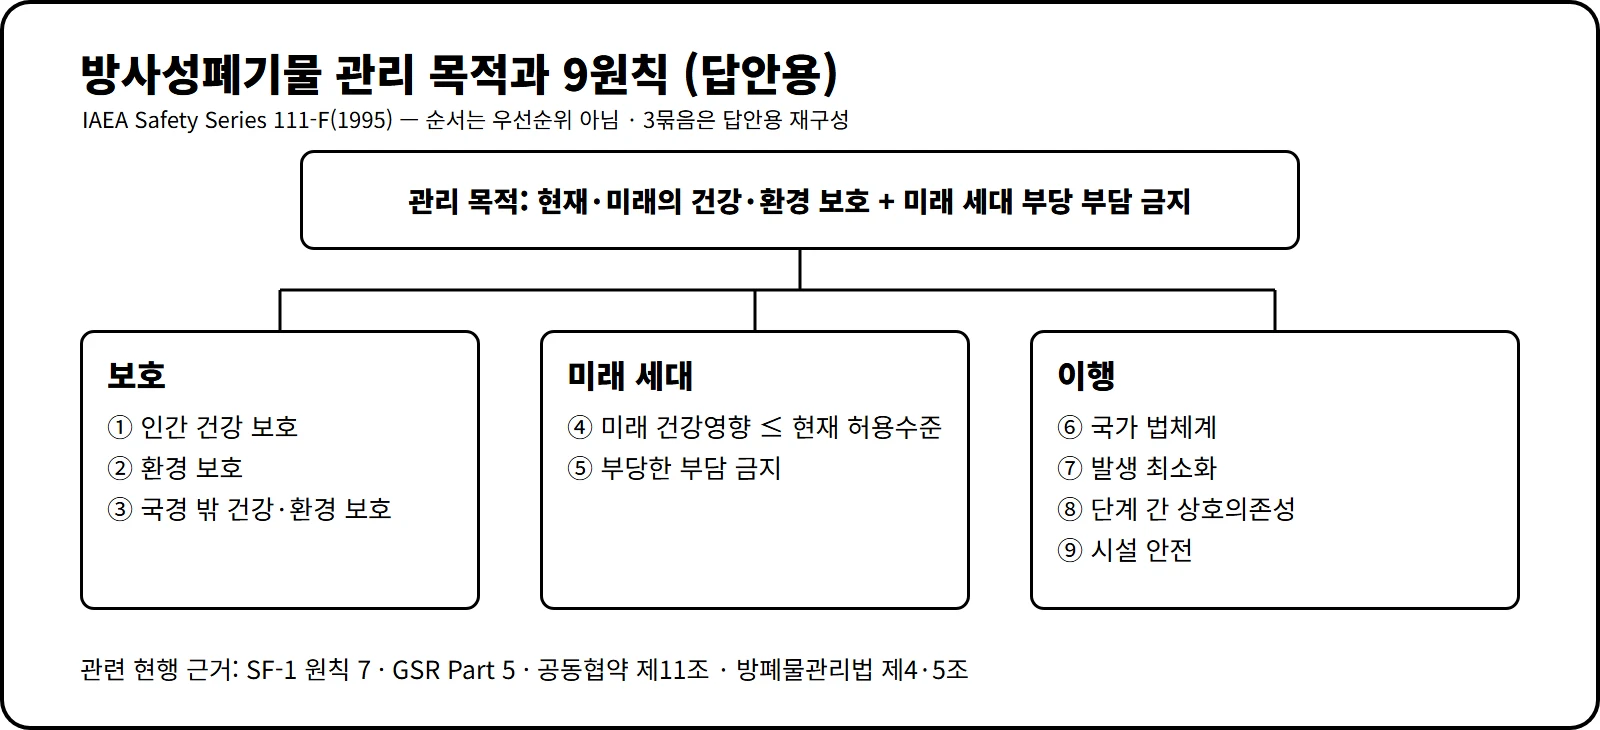 방사성폐기물 관리 목적과 9원칙 (답안용)
IAEA Safety Series 111-F(1995) — 순서는 우선순위 아님 · 3묶음은 답안용 재구성
관리 목적: 현재·미래의 건강·환경 보호 + 미래 세대 부당 부담 금지
보호
① 인간 건강 보호
② 환경 보호
③ 국경 밖 건강·환경 보호
미래 세대
④ 미래 건강영향 ≤ 현재 허용수준
⑤ 부당한 부담 금지
이행
⑥ 국가 법체계
⑦ 발생 최소화
⑧ 단계 간 상호의존성
⑨ 시설 안전
관련 현행 근거: SF-1 원칙 7 · GSR Part 5 · 공동협약 제11조 · 방폐물관리법 제4·5조